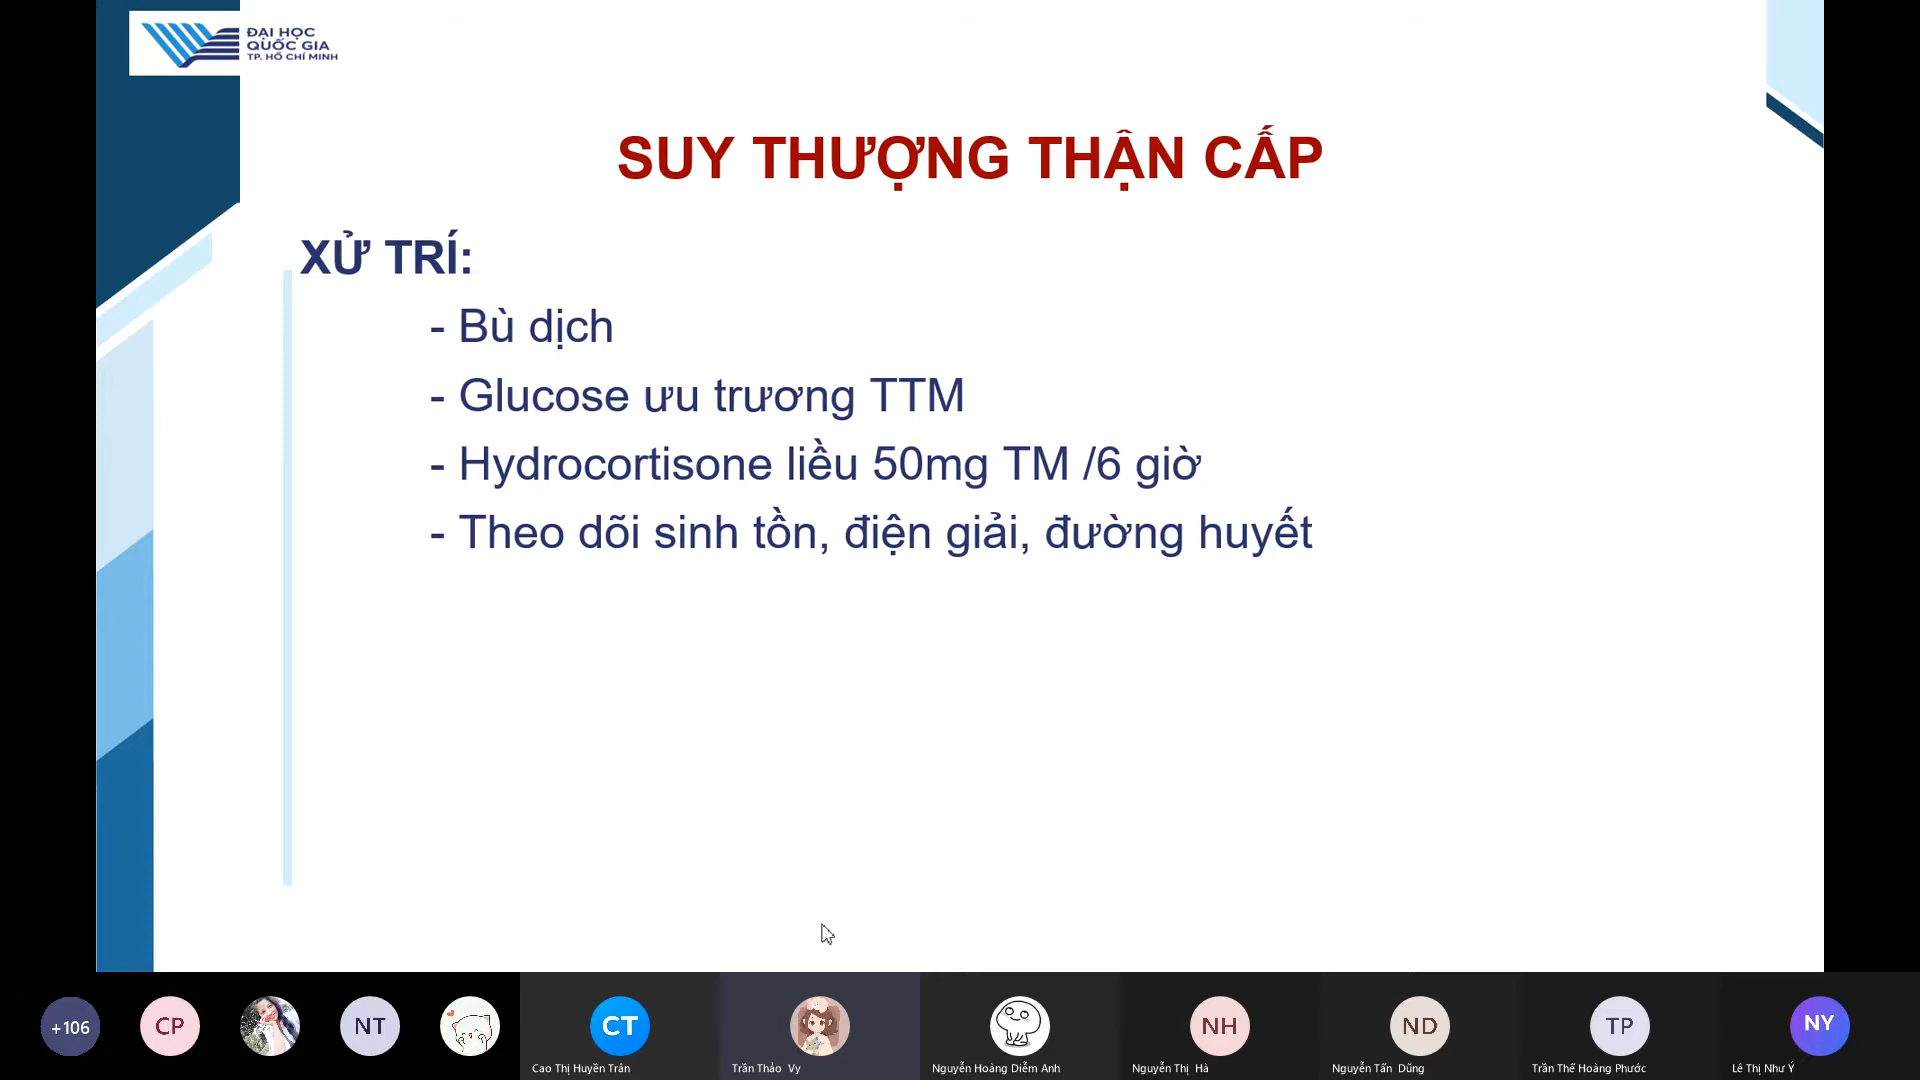 ĐẠI HỌC
QUỐC GIA
TP. HỒ CHÍ MINH
SUY THƯỢNG THẬN CẤP
XỬ TRÍ:
- Bù dịch
- Glucose ưu trương TTM
- Hydrocortisone liều 50mg TM /6 giờ
- Theo dõi sinh tồn, điện giải, đường huyết
+106
CP
NT
CT
NH
ND
TP
NY
Cao Thị Huyền Trân
Trần Thảo Vy
Nguyễn Hoàng Diễm Anh
Nguyễn Thị Hà
Nguyễn Tấn Dũng
Trần Thế Hoàng Phước
Lê Thị Như Ý